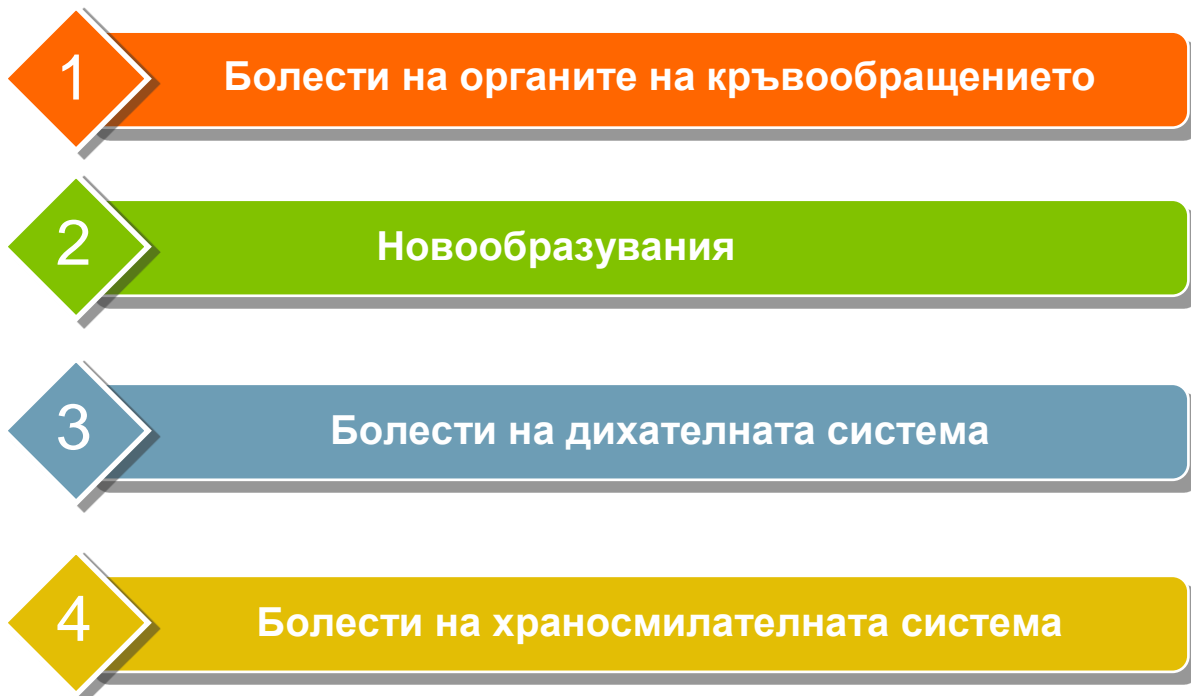 1
Болести на органите на кръвообращението
2
Новообразувания
3
Болести на дихателната система
4
Болести на храносмилателната система